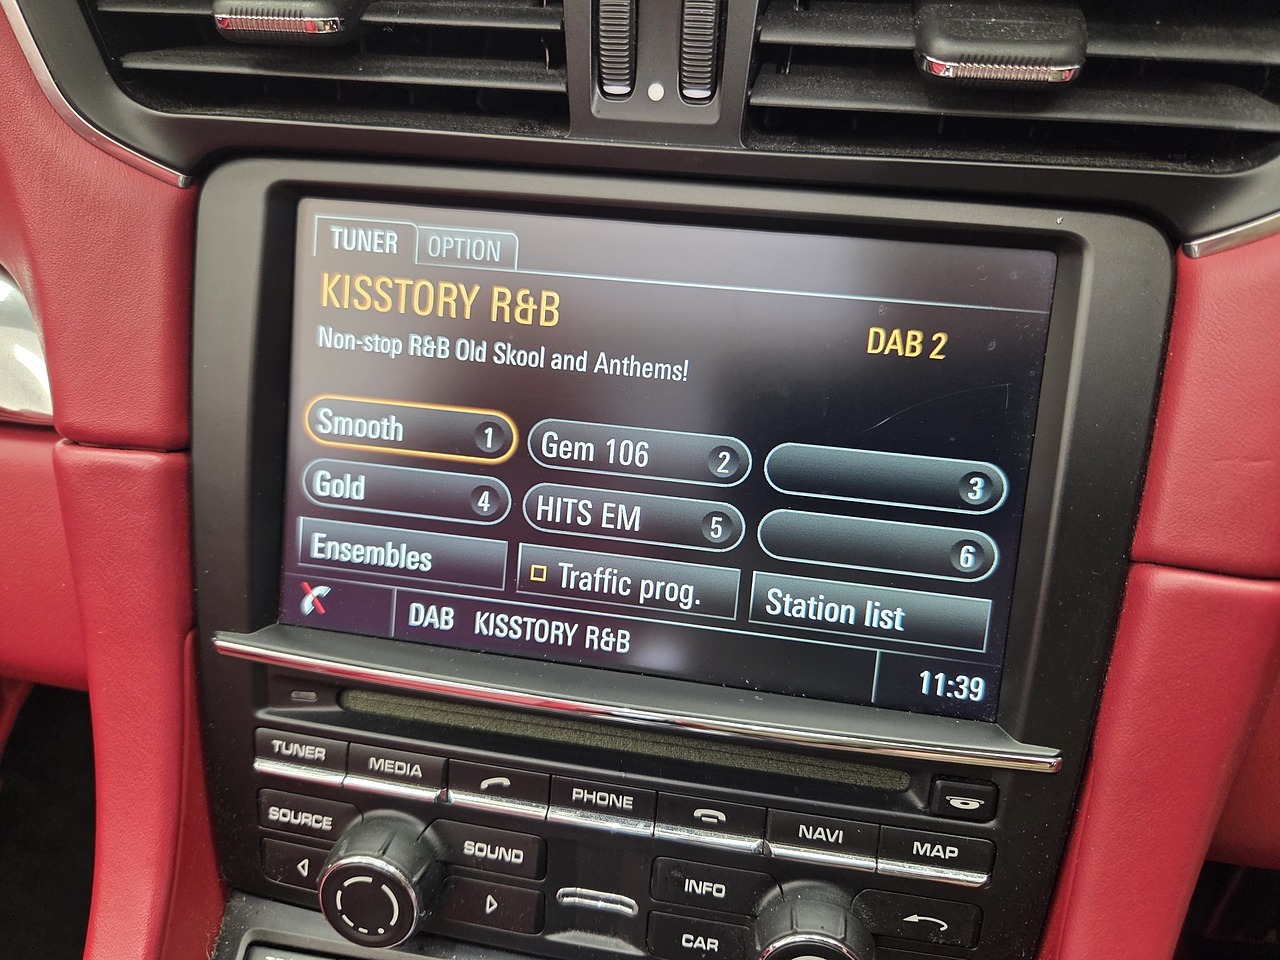 TUNER OPTION
KISSTORY R&B
DAB 2
Non-stop R&B Old Skool and Anthems!
Smooth 1
Gem 106 2
3
Gold 4
HITS EM 5
6
Ensembles
Traffic prog.
Station list
DAB KISSTORY R&B
11:39
TUNER
MEDIA
PHONE
NAVI
MAP
SOURCE
SOUND
INFO
CAR